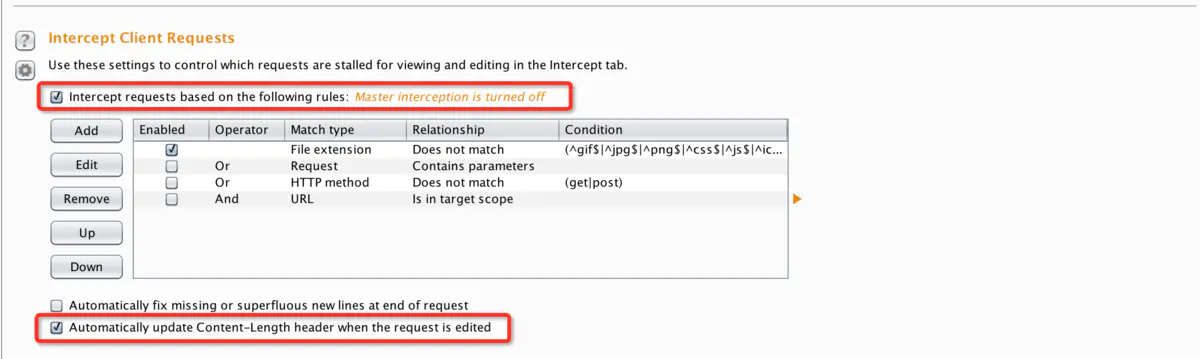 ?
Intercept Client Requests
Use these settings to control which requests are stalled for viewing and editing in the Intercept tab.
Intercept requests based on the following rules: Master interception is turned off
Add Enabled Operator Match type Relationship Condition
File extension Does not match (^gif$|^jpg$|^png$|^css$|^js$|^ic...
Edit Or Request Contains parameters
Or HTTP method Does not match (get|post)
Remove And URL Is in target scope
Up
Down
Automatically fix missing or superfluous new lines at end of request
Automatically update Content-Length header when the request is edited